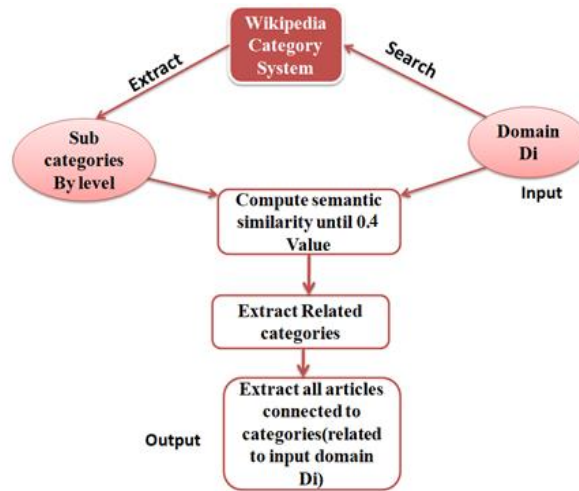 Wikipedia
Category
System
Extract
Search
Sub
categories
By level
Domain
Di
Input
Compute semantic
similarity until 0.4
Value
Extract Related
categories
Extract all articles
connected to
categories(related
to input domain
Di)
Output